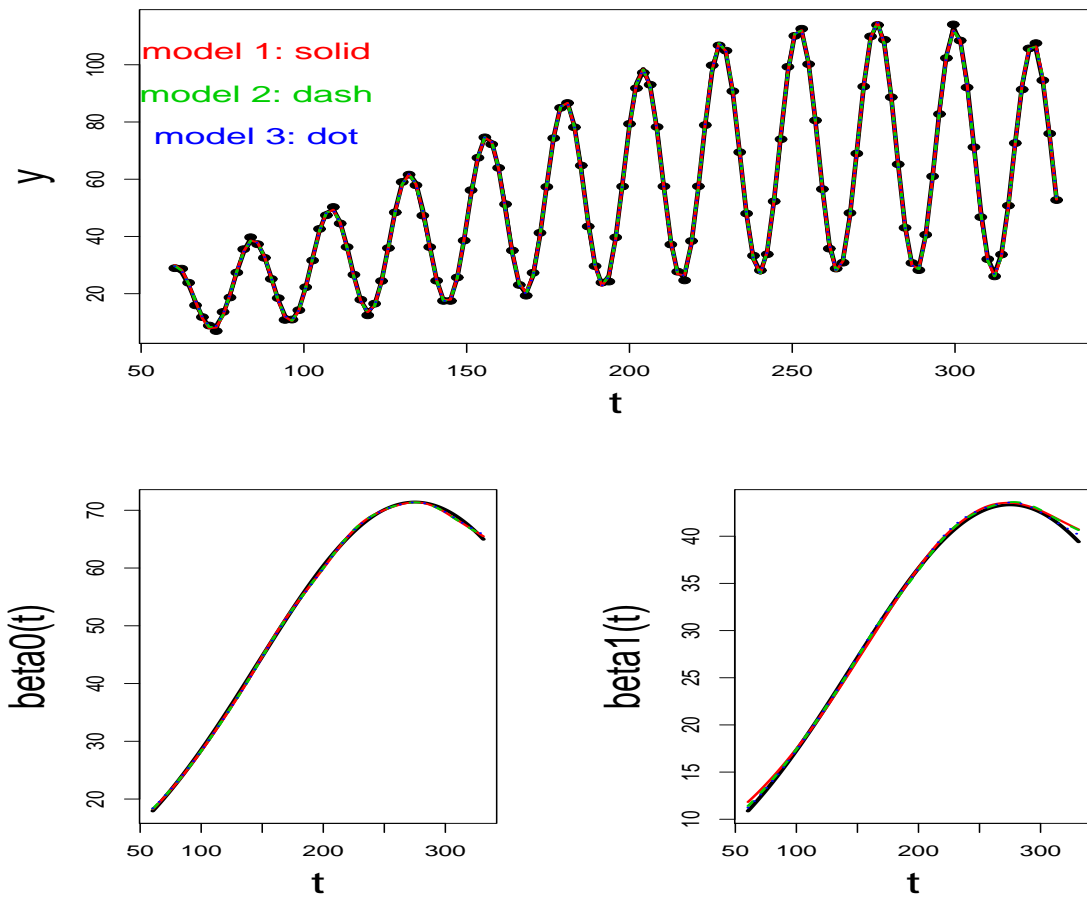 model 1: solid
model 2: dash
model 3: dot
y
20 40 60 80 100
50 100 150 200 250 300
t
beta0(t)
20 30 40 50 60 70
50 100 200 300
t
beta1(t)
10 15 20 25 30 35 40
50 100 200 300
t